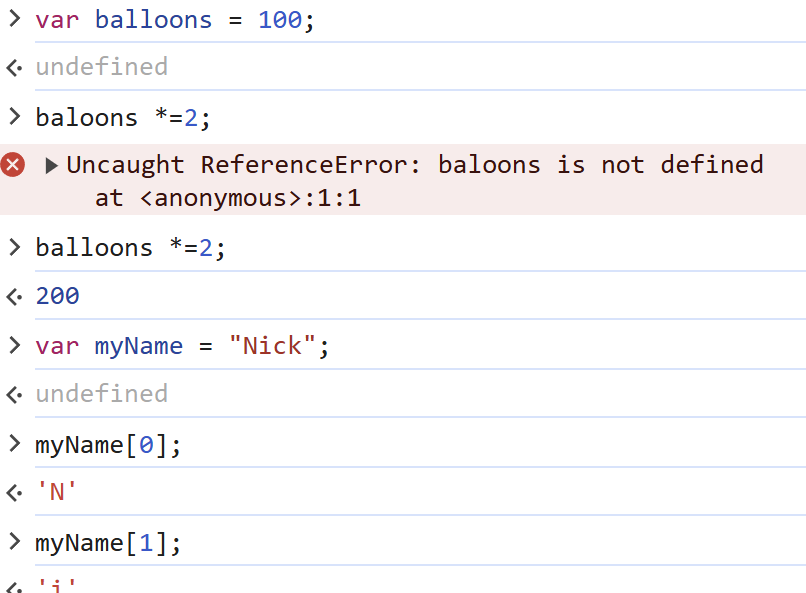 > var balloons = 100;
undefined
> baloons *=2;
Uncaught ReferenceError: baloons is not defined
at <anonymous>:1:1
> balloons *=2;
200
> var myName = "Nick";
undefined
> myName[0];
'N'
> myName[1];
'i'